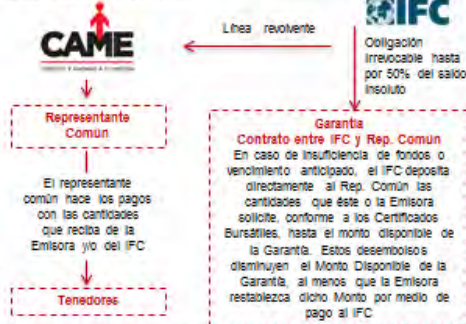 CAME
Línea revolvente
IFC
Obligación
Irrevocable hasta
por 50% del saldo
Insoluto
Representante
Común
El representante
común hace los pagos
con las cantidades
que reciba de la
Emisora y/o del IFC
Tenedores
Garantía
Contrato entre IFC y Rep. Común
En caso de Insuficiencia de fondos o
vencimiento anticipado, el IFC deposita
directamente al Rep. Común las
cantidades que éste o la Emisora
solicite, conforme a los Certificados
Bursátiles, hasta el monto disponible de
la Garantía. Estos desembolsos
disminuyen el Monto Disponible de la
Garantía, al menos que la Emisora
restablezca dicho Monto por medio de
pago al IFC